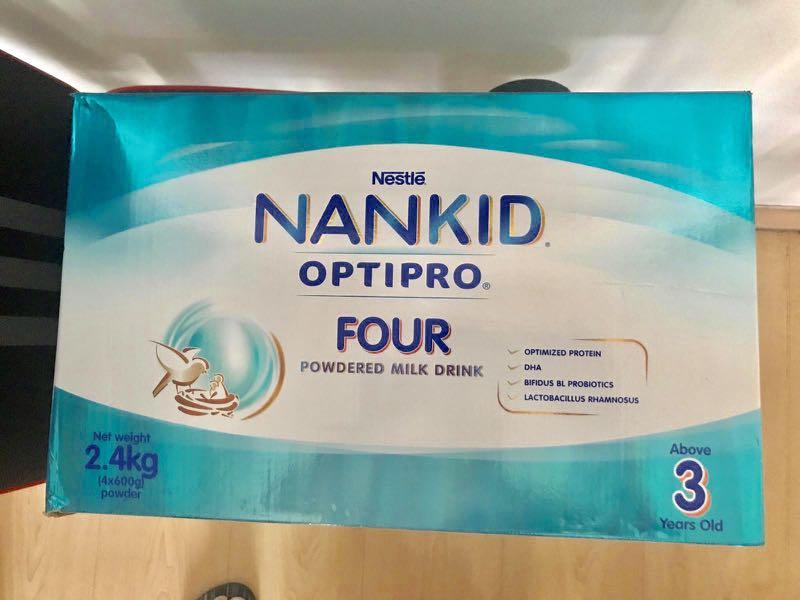 Nestlé
NANKID®
OPTIPRO®
FOUR
POWDERED MILK DRINK
OPTIMIZED PROTEIN
DHA
BIFIDUS BL PROBIOTICS
LACTOBACILLUS RHAMNOSUS
Net weight
2.4kg
(4x600g)
powder
Above
3
Years Old